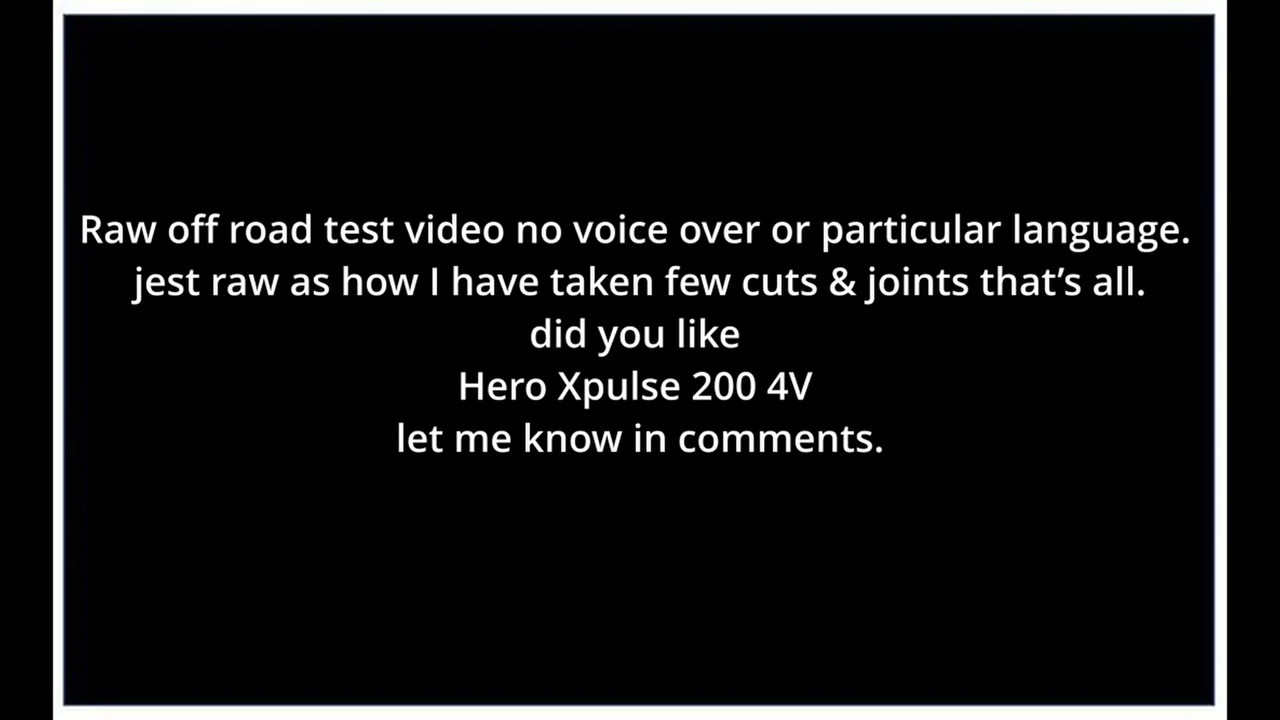 Raw off road test video no voice over or particular language.
jest raw as how I have taken few cuts & joints that’s all.
did you like
Hero Xpulse 200 4V
let me know in comments.